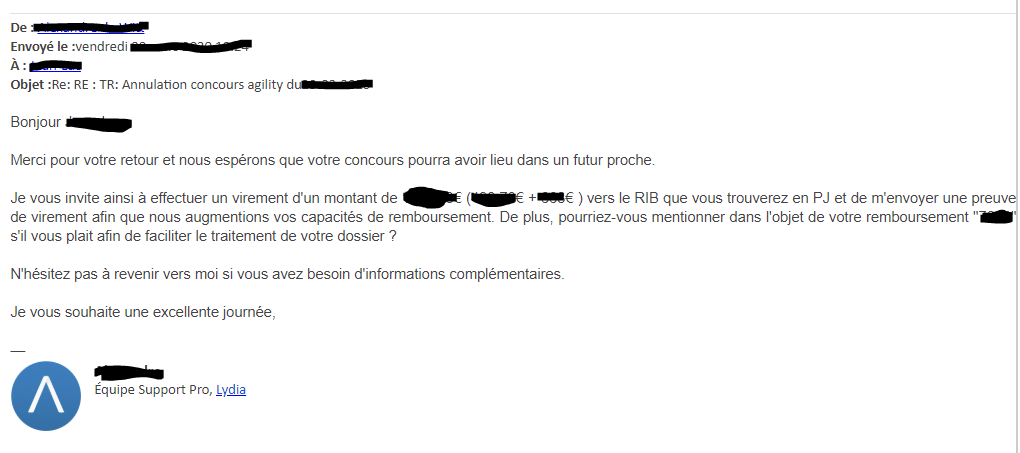 De :
Envoyé le :vendredi
À :
Objet :Re: RE : TR: Annulation concours agility du
Bonjour
Merci pour votre retour et nous espérons que votre concours pourra avoir lieu dans un futur proche.
Je vous invite ainsi à effectuer un virement d'un montant de € ( € + € ) vers le RIB que vous trouverez en PJ et de m'envoyer une preuve
de virement afin que nous augmentions vos capacités de remboursement. De plus, pourriez-vous mentionner dans l'objet de votre remboursement " "
s'il vous plait afin de faciliter le traitement de votre dossier ?
N'hésitez pas à revenir vers moi si vous avez besoin d'informations complémentaires.
Je vous souhaite une excellente journée,
—
Équipe Support Pro, Lydia